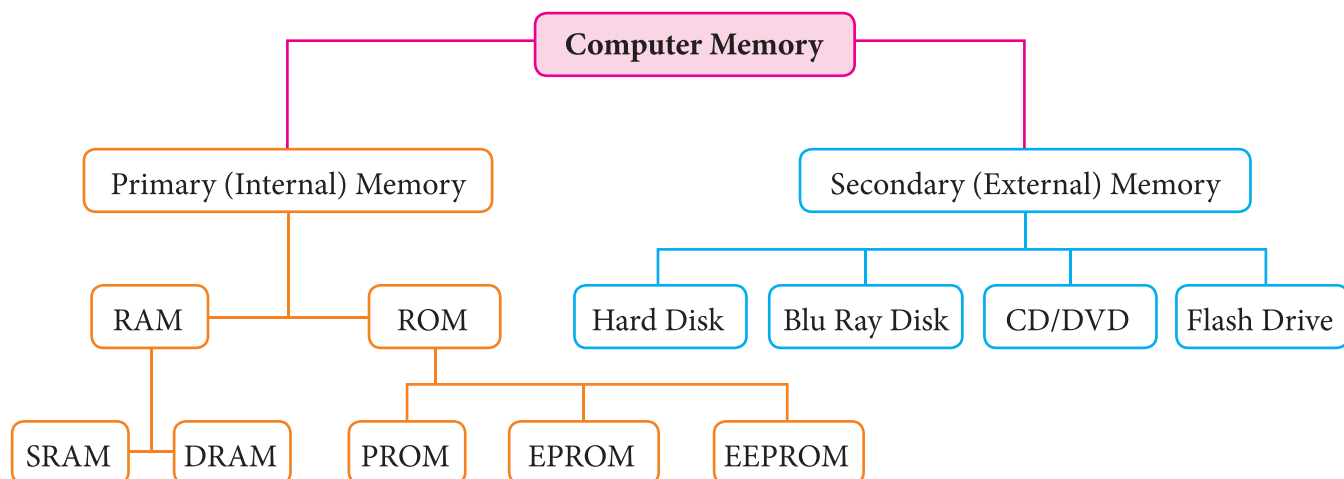 Computer Memory
Primary (Internal) Memory
Secondary (External) Memory
RAM
ROM
Hard Disk
Blu Ray Disk
CD/DVD
Flash Drive
SRAM
DRAM
PROM
EPROM
EEPROM